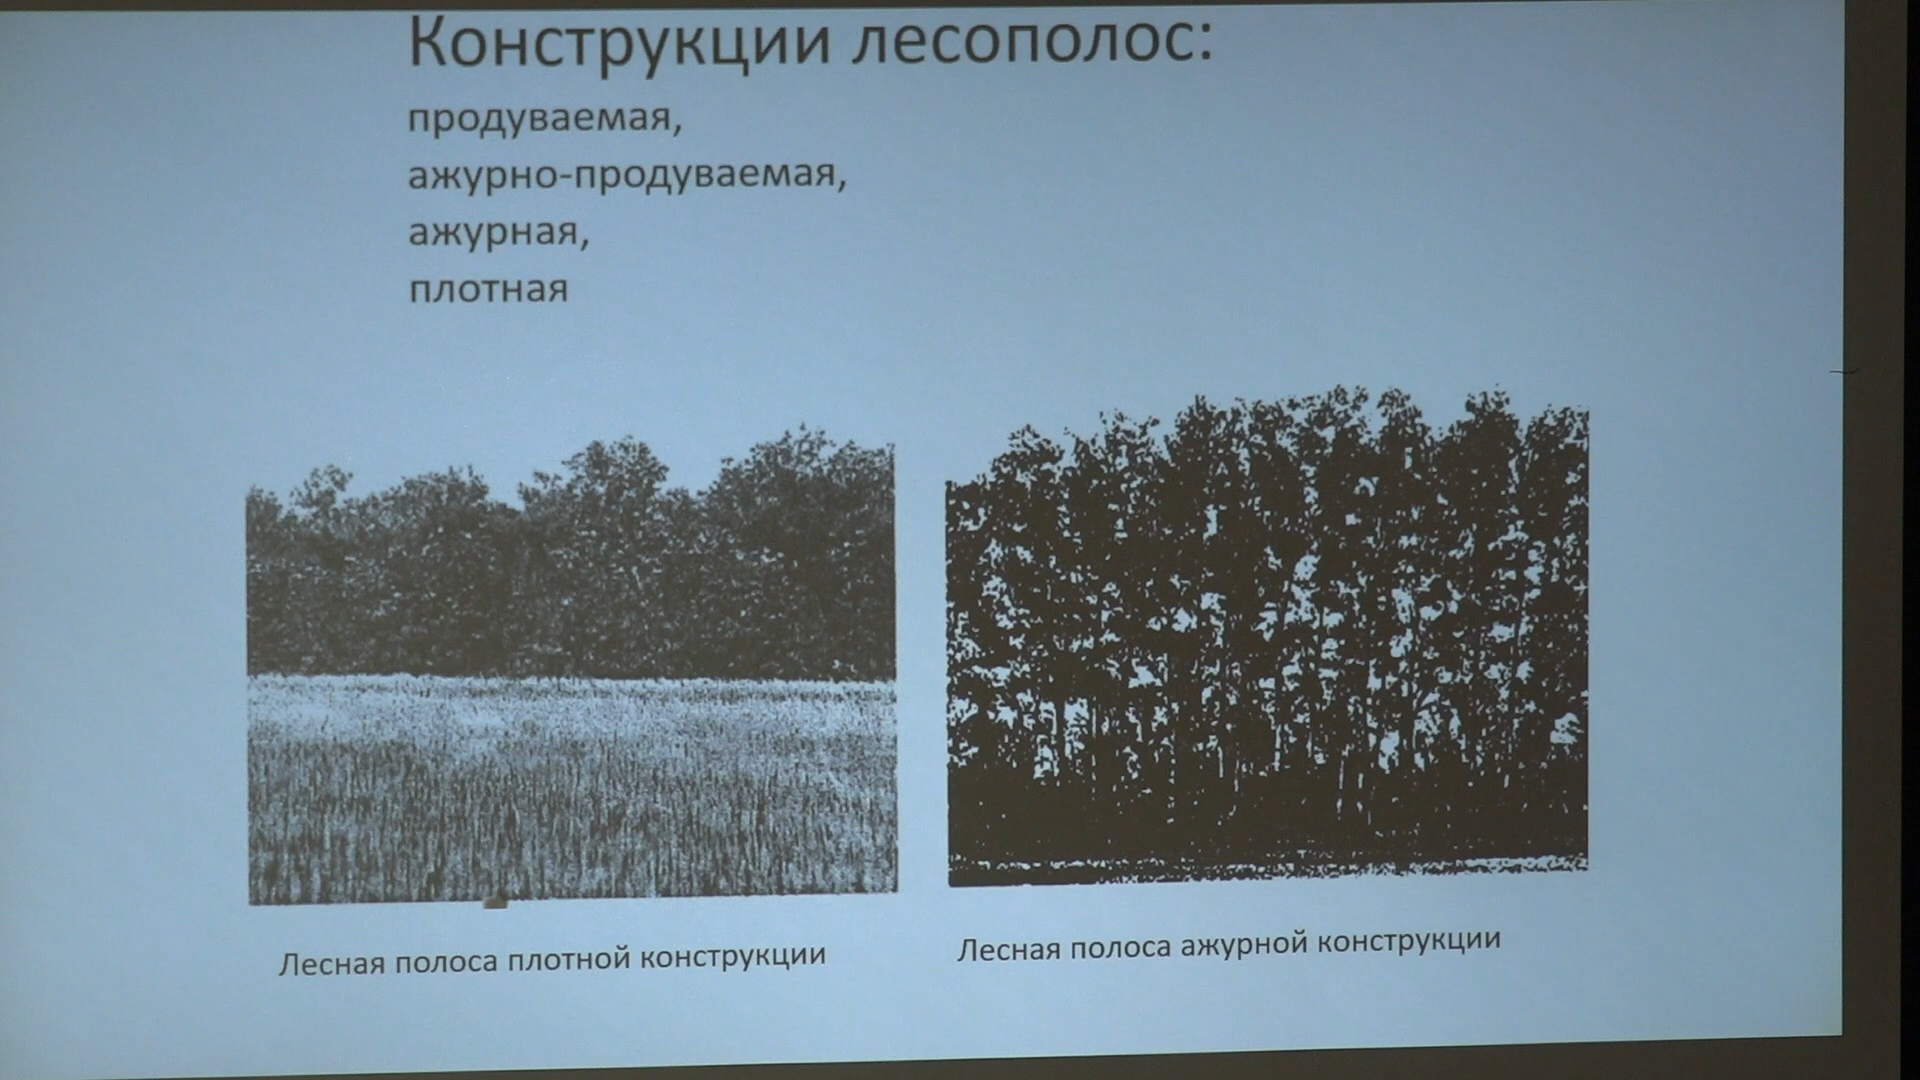 Конструкции лесополос:
продуваемая,
ажурно-продуваемая,
ажурная,
плотная
Лесная полоса плотной конструкции
Лесная полоса ажурной конструкции